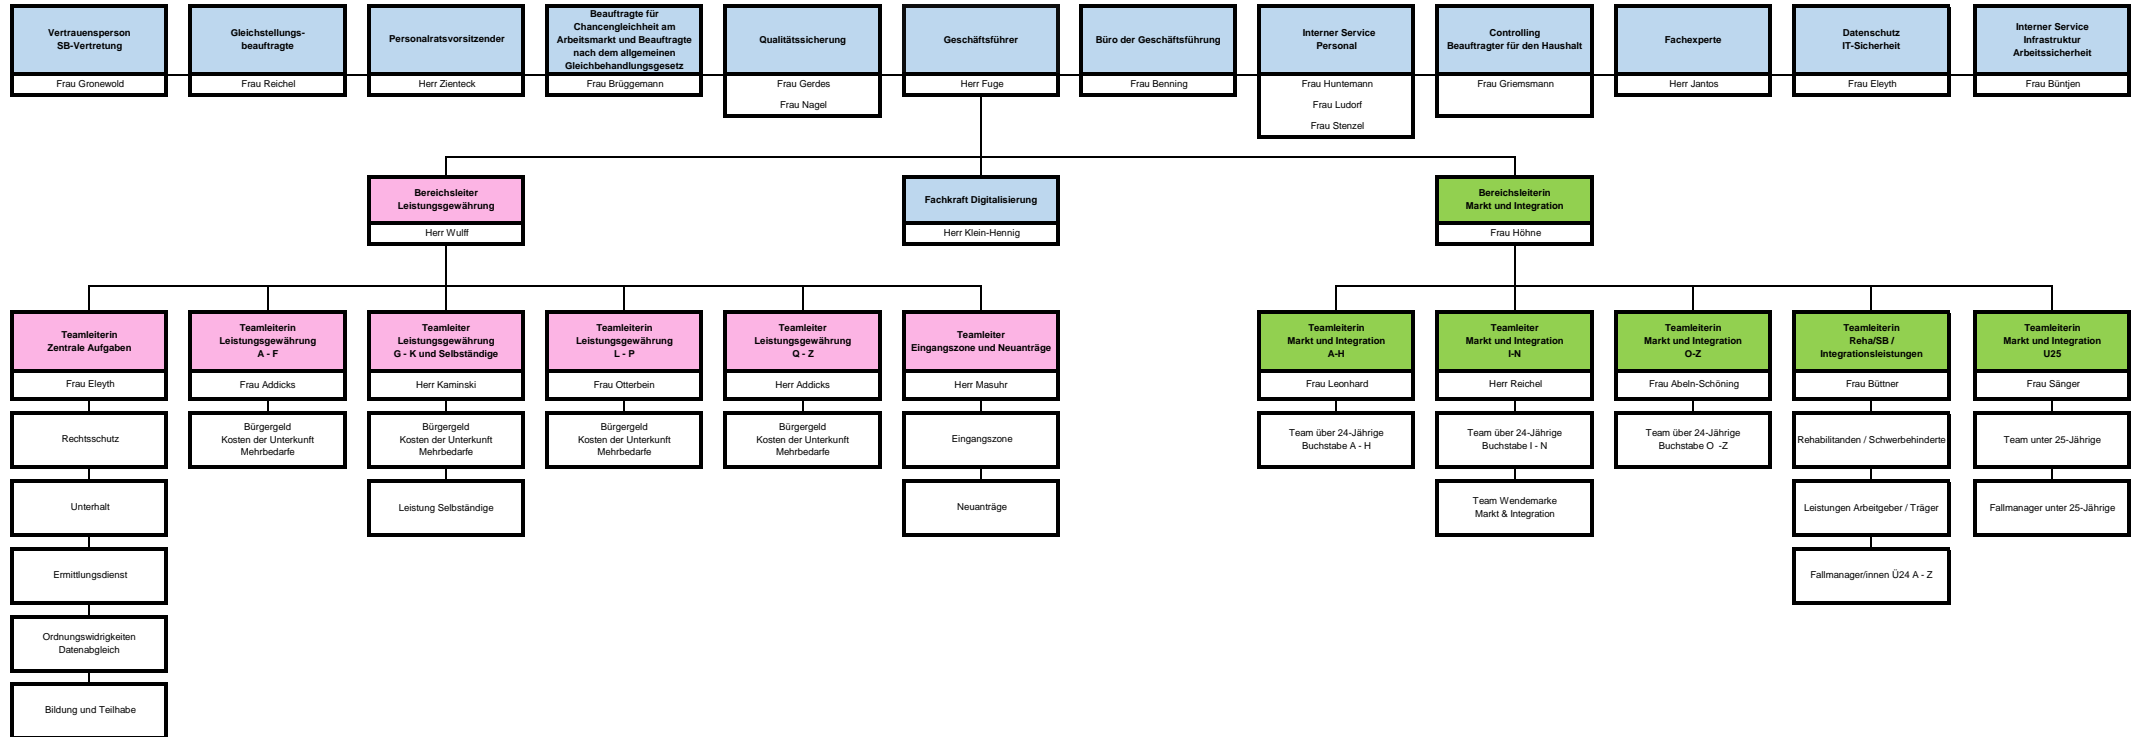 Vertrauensperson
SB-Vertretung
Frau Gronewold
Gleichstellungs-
beauftragte
Frau Reichel
Personalratsvorsitzender
Herr Zienteck
Beauftragte für
Chancengleichheit am
Arbeitsmarkt und Beauftragte
nach dem allgemeinen
Gleichbehandlungsgesetz
Frau Brüggemann
Qualitätssicherung
Frau Gerdes
Frau Nagel
Geschäftsführer
Herr Fuge
Büro der Geschäftsführung
Frau Benning
Interner Service
Personal
Frau Huntemann
Frau Ludorf
Frau Stenzel
Controlling
Beauftragter für den Haushalt
Frau Griemsmann
Fachexperte
Herr Jantos
Datenschutz
IT-Sicherheit
Frau Eleyth
Interner Service
Infrastruktur
Arbeitssicherheit
Frau Büntjen
Bereichsleiter
Leistungsgewährung
Herr Wulff
Fachkraft Digitalisierung
Herr Klein-Hennig
Bereichsleiterin
Markt und Integration
Frau Höhne
Teamleiterin
Zentrale Aufgaben
Frau Eleyth
Rechtsschutz
Unterhalt
Ermittlungsdienst
Ordnungswidrigkeiten
Datenabgleich
Bildung und Teilhabe
Teamleiterin
Leistungsgewährung
A - F
Frau Addicks
Bürgergeld
Kosten der Unterkunft
Mehrbedarfe
Teamleiter
Leistungsgewährung
G - K und Selbständige
Herr Kaminski
Bürgergeld
Kosten der Unterkunft
Mehrbedarfe
Leistung Selbständige
Teamleiterin
Leistungsgewährung
L - P
Frau Otterbein
Bürgergeld
Kosten der Unterkunft
Mehrbedarfe
Teamleiter
Leistungsgewährung
Q - Z
Herr Addicks
Bürgergeld
Kosten der Unterkunft
Mehrbedarfe
Teamleiter
Eingangszone und Neuanträge
Herr Masuhr
Eingangszone
Neuanträge
Teamleiterin
Markt und Integration
A-H
Frau Leonhard
Team über 24-Jährige
Buchstabe A - H
Teamleiter
Markt und Integration
I-N
Herr Reichel
Team über 24-Jährige
Buchstabe I - N
Team Wendemarke
Markt & Integration
Teamleiterin
Markt und Integration
O-Z
Frau Abeln-Schöning
Team über 24-Jährige
Buchstabe O -Z
Teamleiterin
Reha/SB /
Integrationsleistungen
Frau Büttner
Rehabilitanden / Schwerbehinderte
Leistungen Arbeitgeber / Träger
Fallmanager/innen Ü24 A - Z
Teamleiterin
Markt und Integration
U25
Frau Sänger
Team unter 25-Jährige
Fallmanager unter 25-Jährige